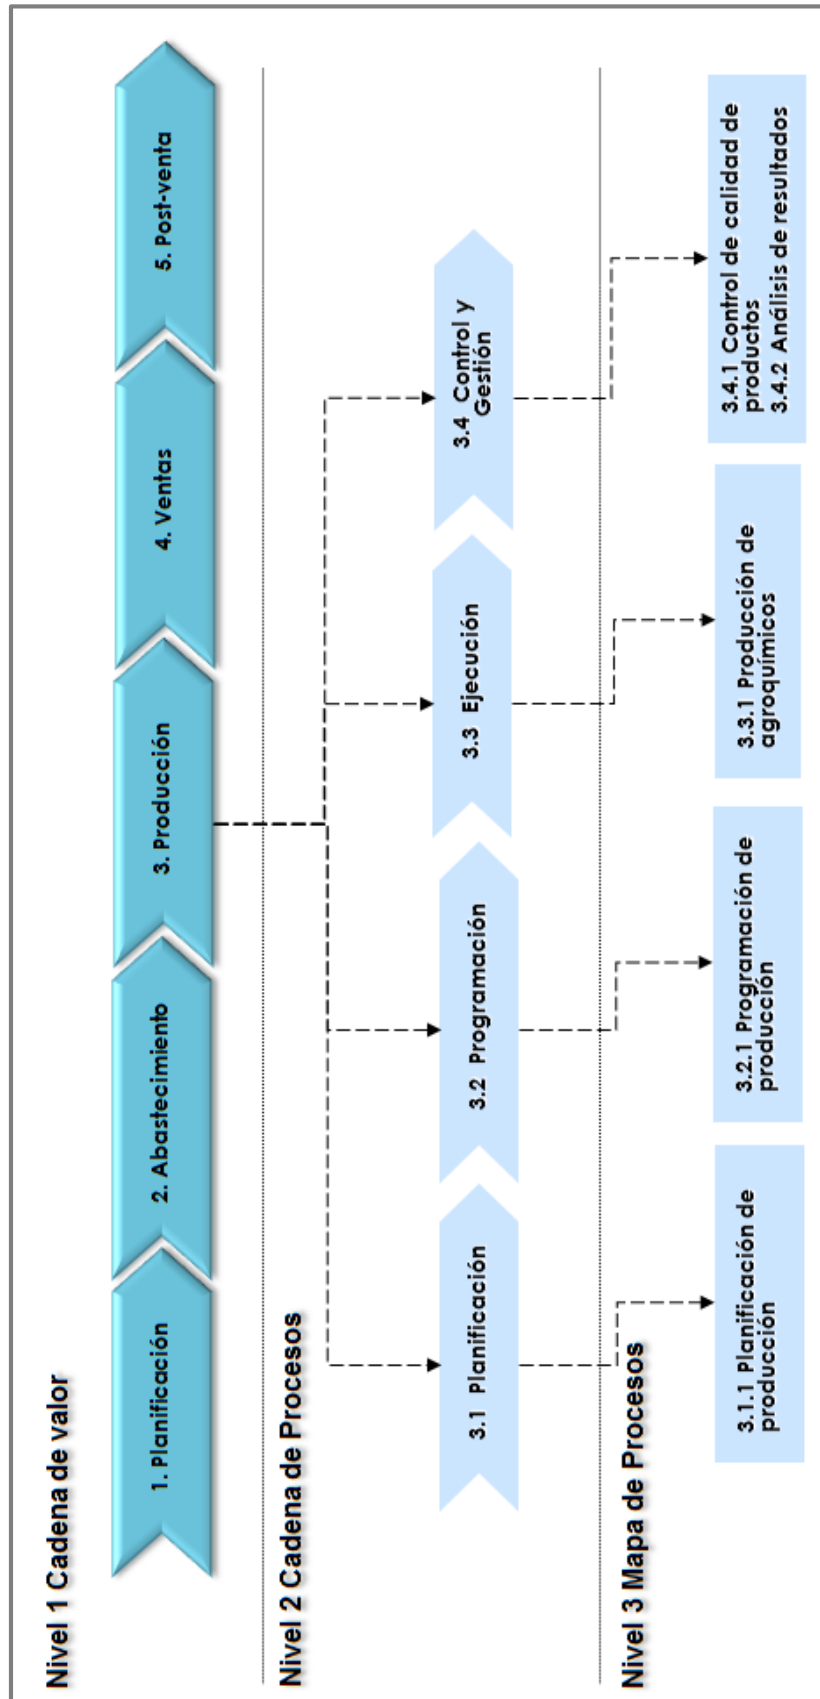 Nivel 1 Cadena de valor
1. Planificación
2. Abastecimiento
3. Producción
4. Ventas
5. Post-venta
Nivel 2 Cadena de Procesos
3.1 Planificación
3.2 Programación
3.3 Ejecución
3.4 Control y
Gestión
Nivel 3 Mapa de Procesos
3.1.1 Planificación de
producción
3.2.1 Programación de
producción
3.3.1 Producción de
agroquímicos
3.4.1 Control de calidad de
productos
3.4.2 Análisis de resultados